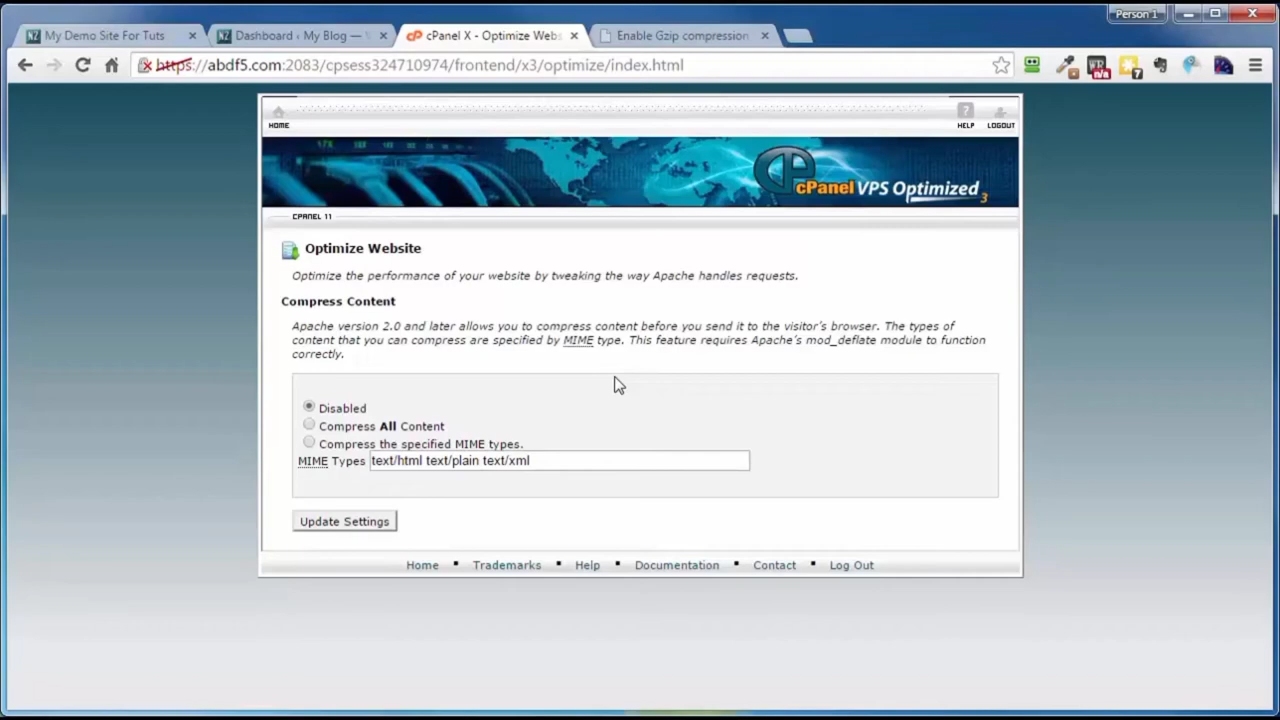 Person 1
My Demo Site For Tuts
Dashboard ‹ My Blog —
cPanel X - Optimize Webs
Enable Gzip compression
https://abdf5.com:2083/cpsess324710974/frontend/x3/optimize/index.html
n/a
7
HOME
HELP
LOGOUT
cPanel VPS Optimized 3
CPANEL 11
Optimize Website
Optimize the performance of your website by tweaking the way Apache handles requests.
Compress Content
Apache version 2.0 and later allows you to compress content before you send it to the visitor's browser. The types of
content that you can compress are specified by MIME type. This feature requires Apache's mod_deflate module to function
correctly.
Disabled
Compress All Content
Compress the specified MIME types.
MIME Types text/html text/plain text/xml
Update Settings
Home ▪ Trademarks ▪ Help ▪ Documentation ▪ Contact ▪ Log Out